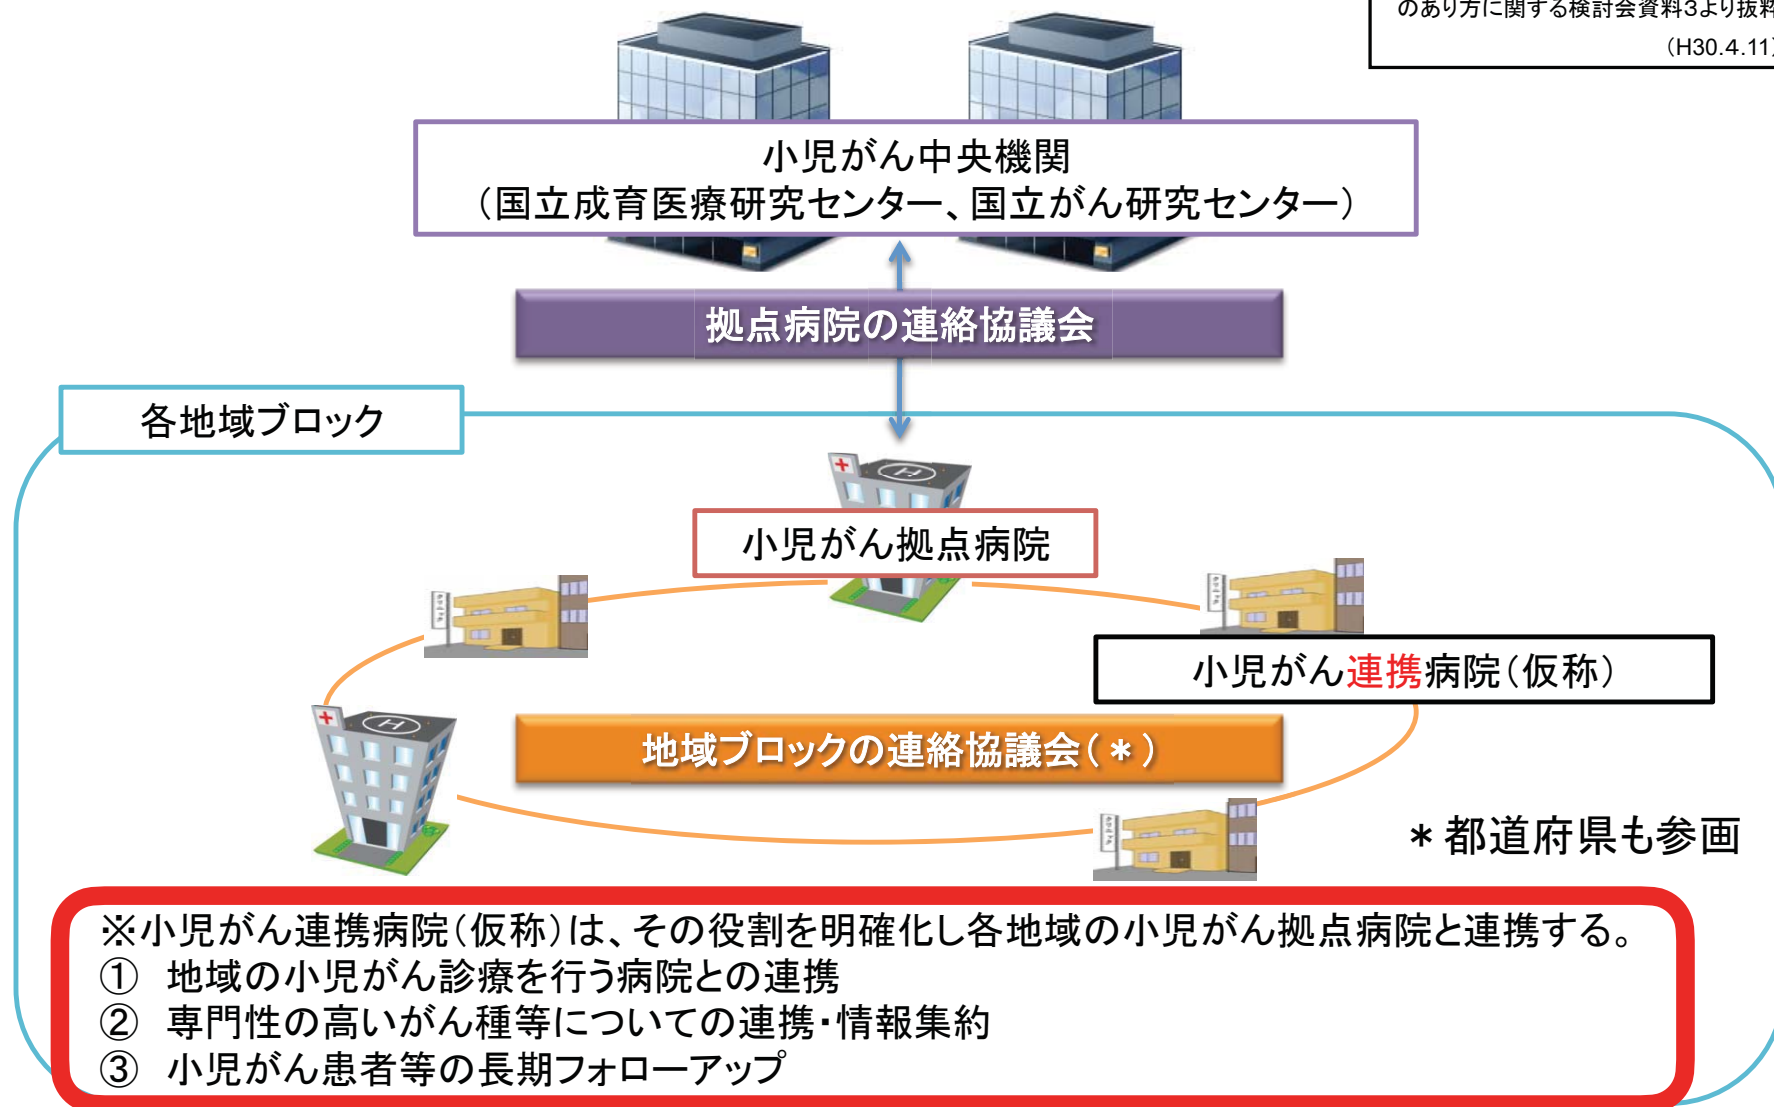 のあり方に関する検討会資料3より抜粋
(H30.4.11)
小児がん中央機関
（国立成育医療研究センター、国立がん研究センター）
拠点病院の連絡協議会
各地域ブロック
小児がん拠点病院
小児がん連携病院（仮称）
地域ブロックの連絡協議会（＊）
＊都道府県も参画
※小児がん連携病院（仮称）は、その役割を明確化し各地域の小児がん拠点病院と連携する。
① 地域の小児がん診療を行う病院との連携
② 専門性の高いがん種等についての連携・情報集約
③ 小児がん患者等の長期フォローアップ